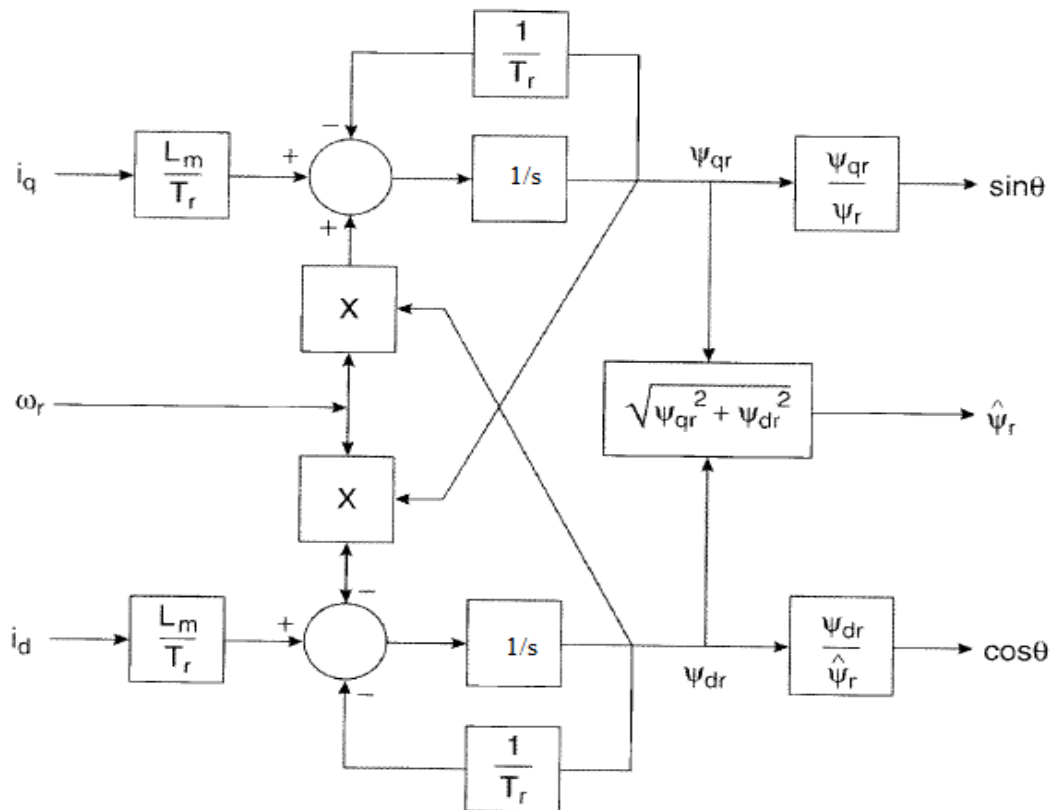 1
T_r
−
i_q
L_m
T_r
+
1/s
ψ_qr
ψ_qr
ψ_r
sinθ
+
X
ω_r
√ψ_qr² + ψ_dr²
ψ̂_r
X
−
i_d
L_m
T_r
+
1/s
ψ_dr
ψ_dr
ψ̂_r
cosθ
−
1
T_r